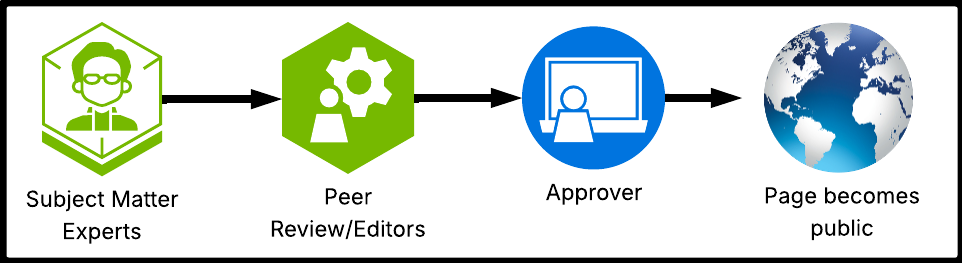 Subject Matter
Experts
Peer
Review/Editors
Approver
Page becomes
public